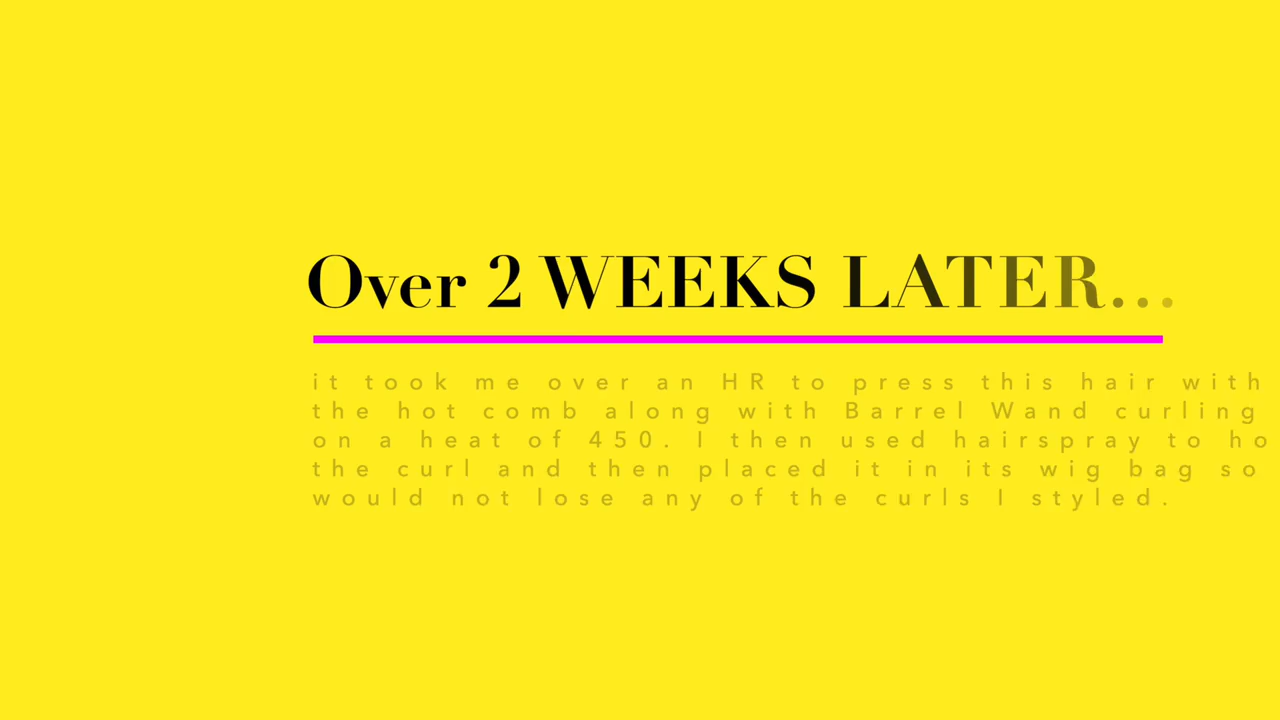 Over 2 WEEKS LATER...
it took me over an HR to press this hair with
the hot comb along with Barrel Wand curling
on a heat of 450. I then used hairspray to ho
the curl and then placed it in its wig bag so
would not lose any of the curls I styled.